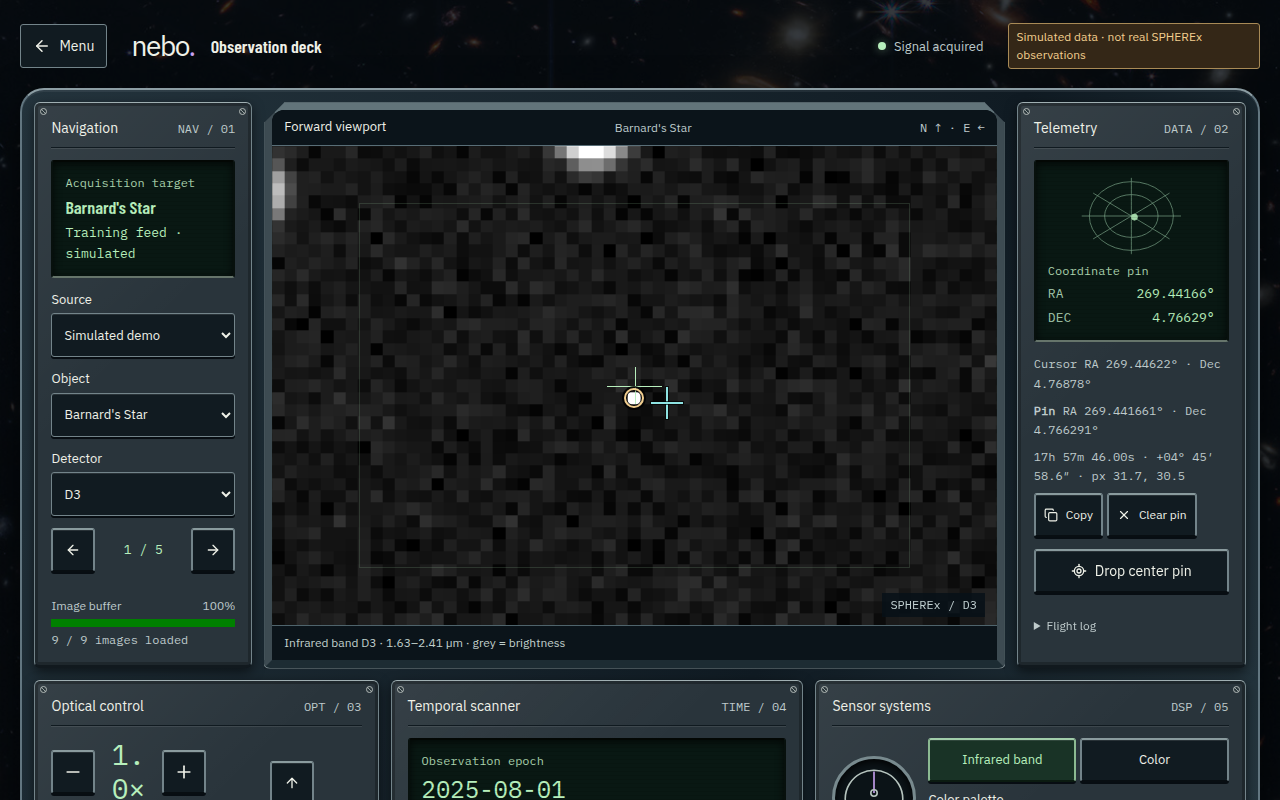 Menu
nebo.
Observation deck
Signal acquired
Simulated data · not real SPHEREx
observations
Navigation
NAV / 01
Acquisition target
Barnard's Star
Training feed ·
simulated
Source
Simulated demo
Object
Barnard's Star
Detector
D3
1 / 5
Image buffer
100%
9 / 9 images loaded
Forward viewport
Barnard's Star
N ↑ · E ←
SPHEREx / D3
Infrared band D3 · 1.63–2.41 µm · grey = brightness
Telemetry
DATA / 02
Coordinate pin
RA 269.44166°
DEC 4.76629°
Cursor RA 269.44622° · Dec
4.76878°
Pin RA 269.441661° · Dec
4.766291°
17h 57m 46.00s · +04° 45′
58.6″ · px 31.7, 30.5
Copy
Clear pin
Drop center pin
Flight log
Optical control
OPT / 03
1.
0×
Temporal scanner
TIME / 04
Observation epoch
2025-08-01
Sensor systems
DSP / 05
Infrared band
Color
Color palette